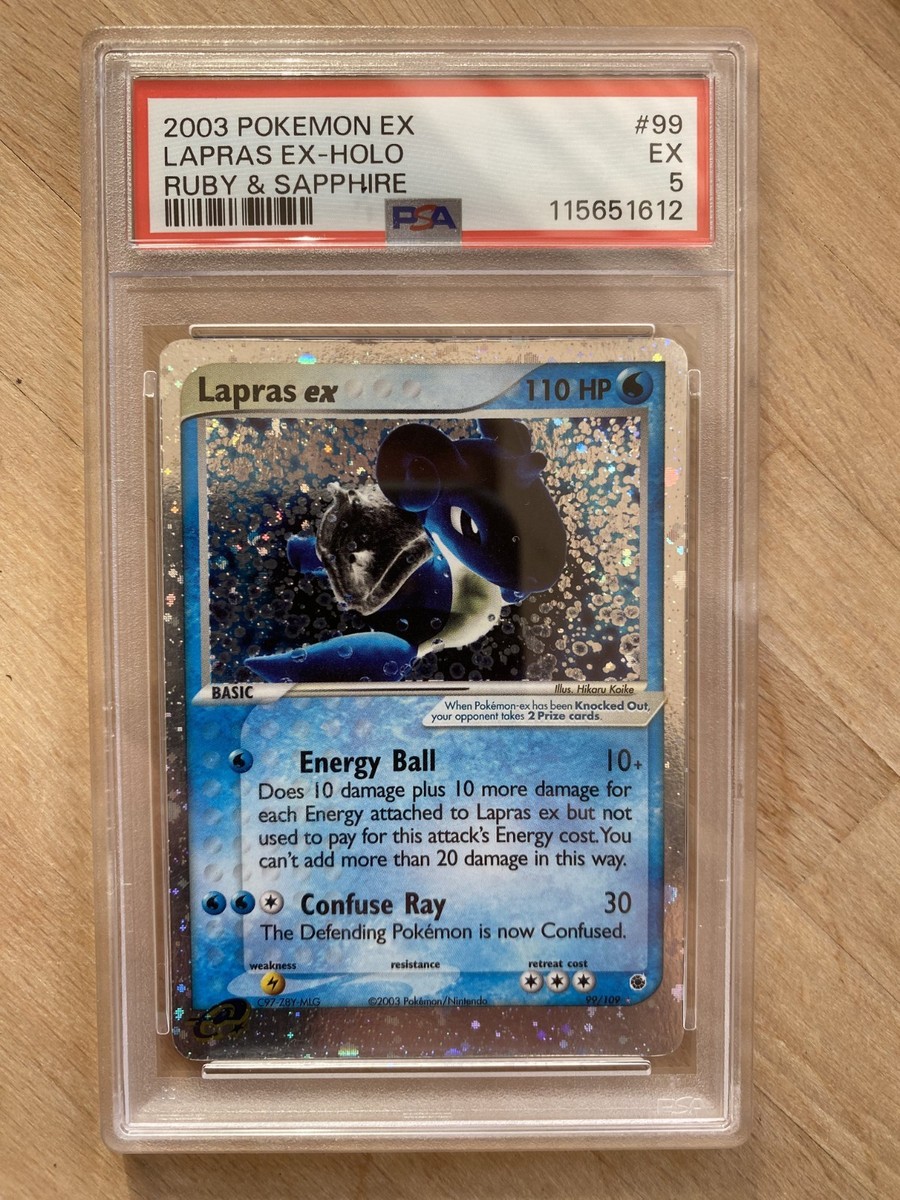 2003 POKEMON EX #99
LAPRAS EX-HOLO EX
RUBY & SAPPHIRE 5
PSA 115651612
Lapras ex 110 HP
BASIC Illus. Hikaru Koike
When Pokémon-ex has been Knocked Out,
your opponent takes 2 Prize cards.
Energy Ball 10+
Does 10 damage plus 10 more damage for
each Energy attached to Lapras ex but not
used to pay for this attack's Energy cost. You
can't add more than 20 damage in this way.
Confuse Ray 30
The Defending Pokémon is now Confused.
weakness resistance retreat cost
C97-Z8Y-MLG ©2003 Pokémon/Nintendo 99/109
e
PSA